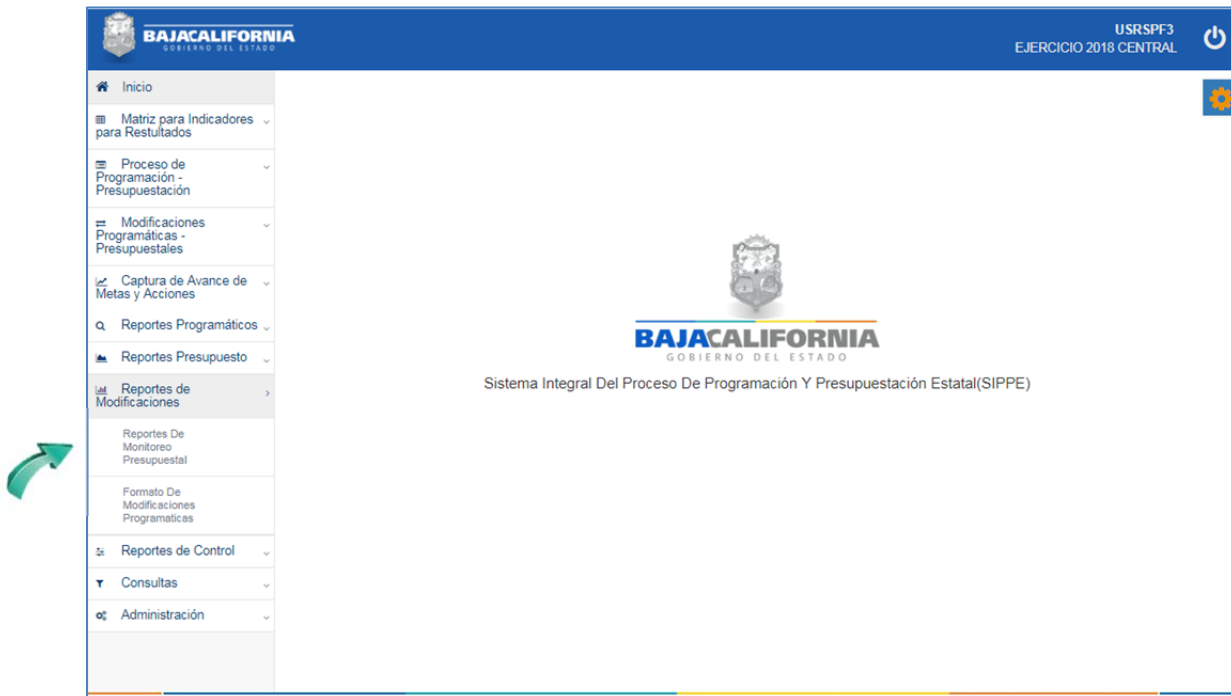 BAJACALIFORNIA
GOBIERNO DEL ESTADO
USRSPF3
EJERCICIO 2018 CENTRAL
Inicio
Matriz para Indicadores
para Restultados
Proceso de
Programación -
Presupuestación
Modificaciones
Programáticas -
Presupuestales
Captura de Avance de
Metas y Acciones
Reportes Programáticos
Reportes Presupuesto
Reportes de
Modificaciones
Reportes De
Monitoreo
Presupuestal
Formato De
Modificaciones
Programaticas
Reportes de Control
Consultas
Administración
BAJACALIFORNIA
GOBIERNO DEL ESTADO
Sistema Integral Del Proceso De Programación Y Presupuestación Estatal(SIPPE)